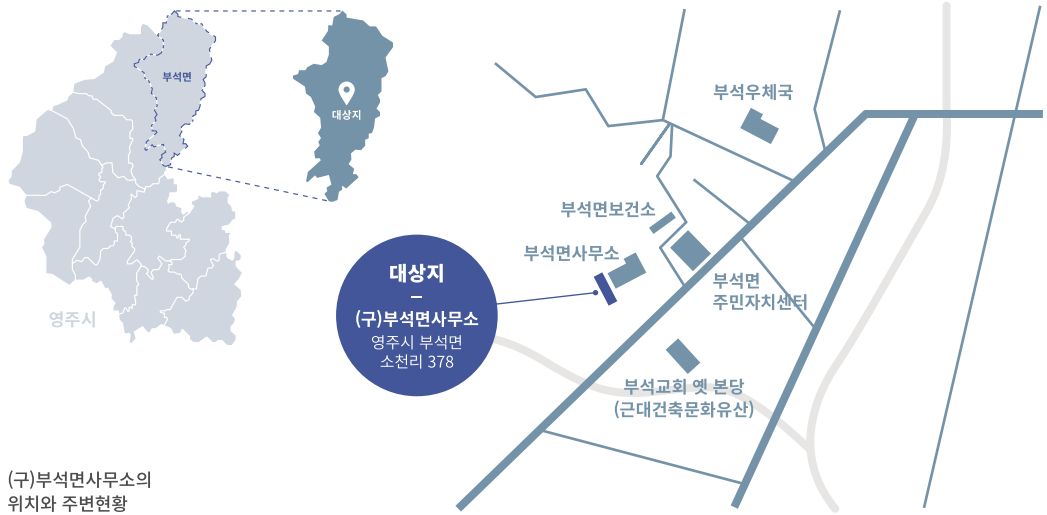 부석면
대상지
영주시
대상지
(구)부석면사무소
영주시 부석면
소천리 378
부석우체국
부석면보건소
부석면사무소
부석면
주민자치센터
부석교회 옛 본당
(근대건축문화유산)
(구)부석면사무소의
위치와 주변현황